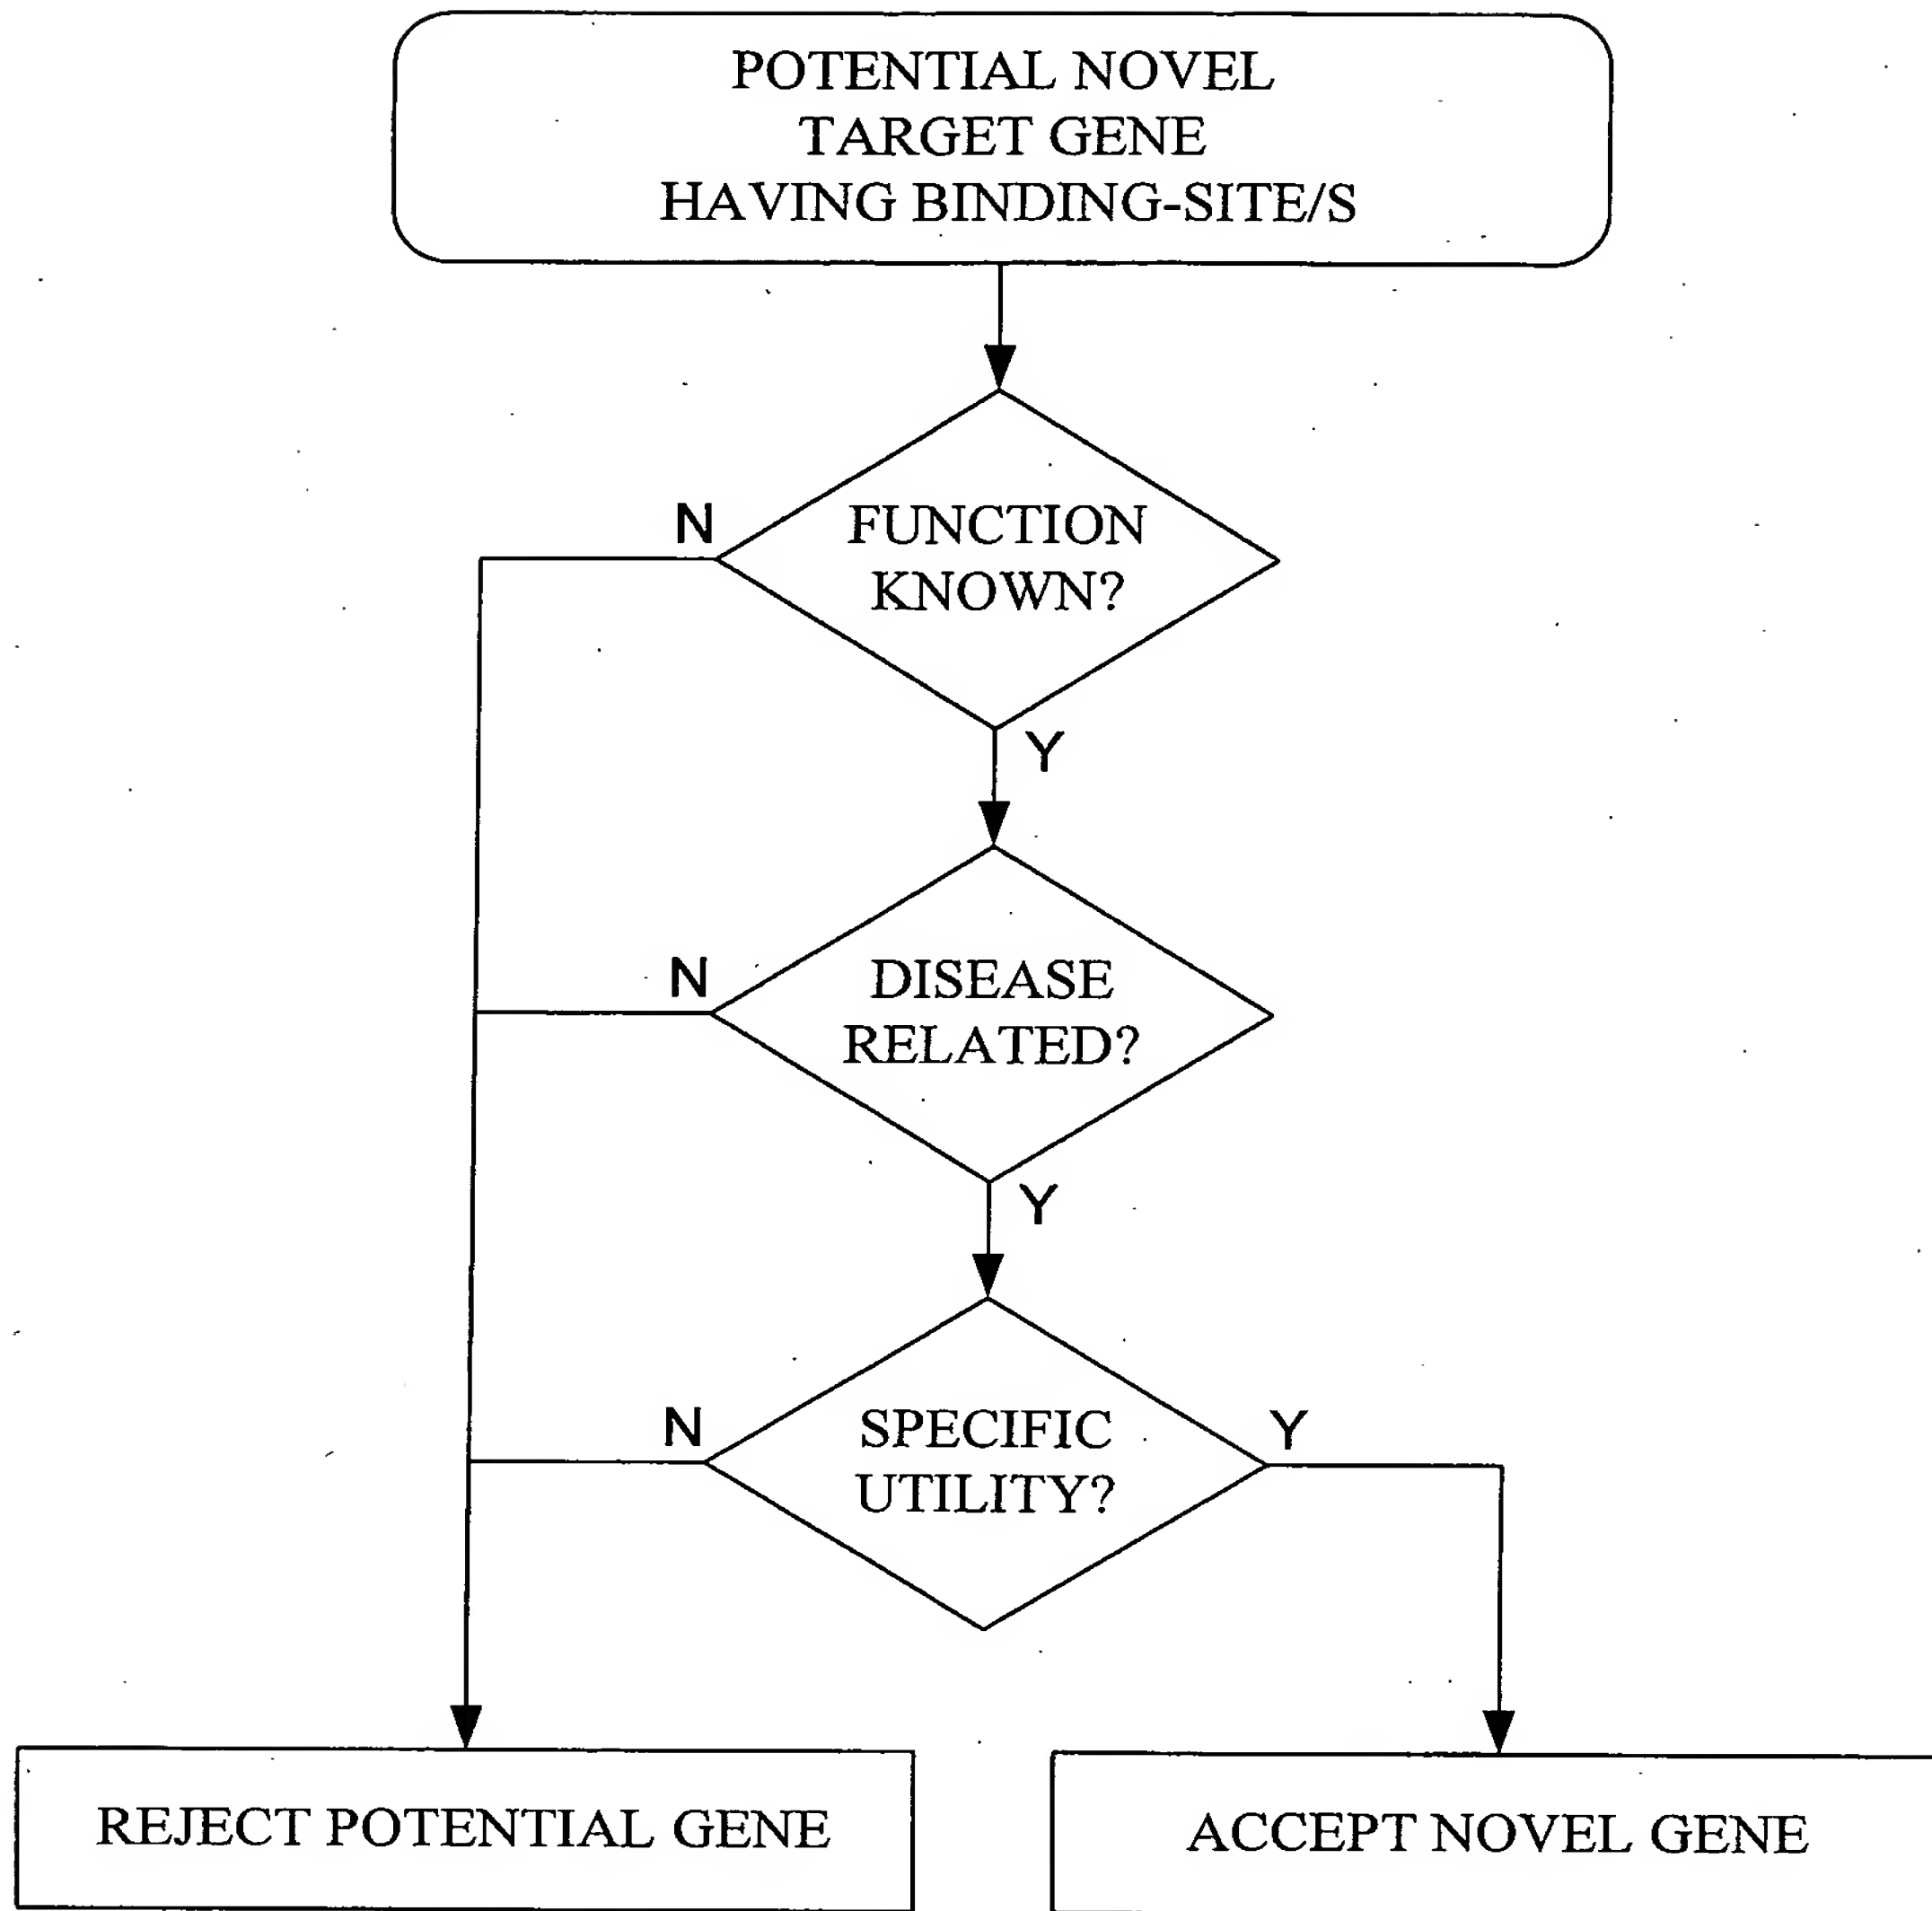 POTENTIAL NOVEL
TARGET GENE
HAVING BINDING-SITE/S
N
FUNCTION
KNOWN?
Y
N
DISEASE
RELATED?
Y
N
SPECIFIC
UTILITY?
Y
REJECT POTENTIAL GENE
ACCEPT NOVEL GENE